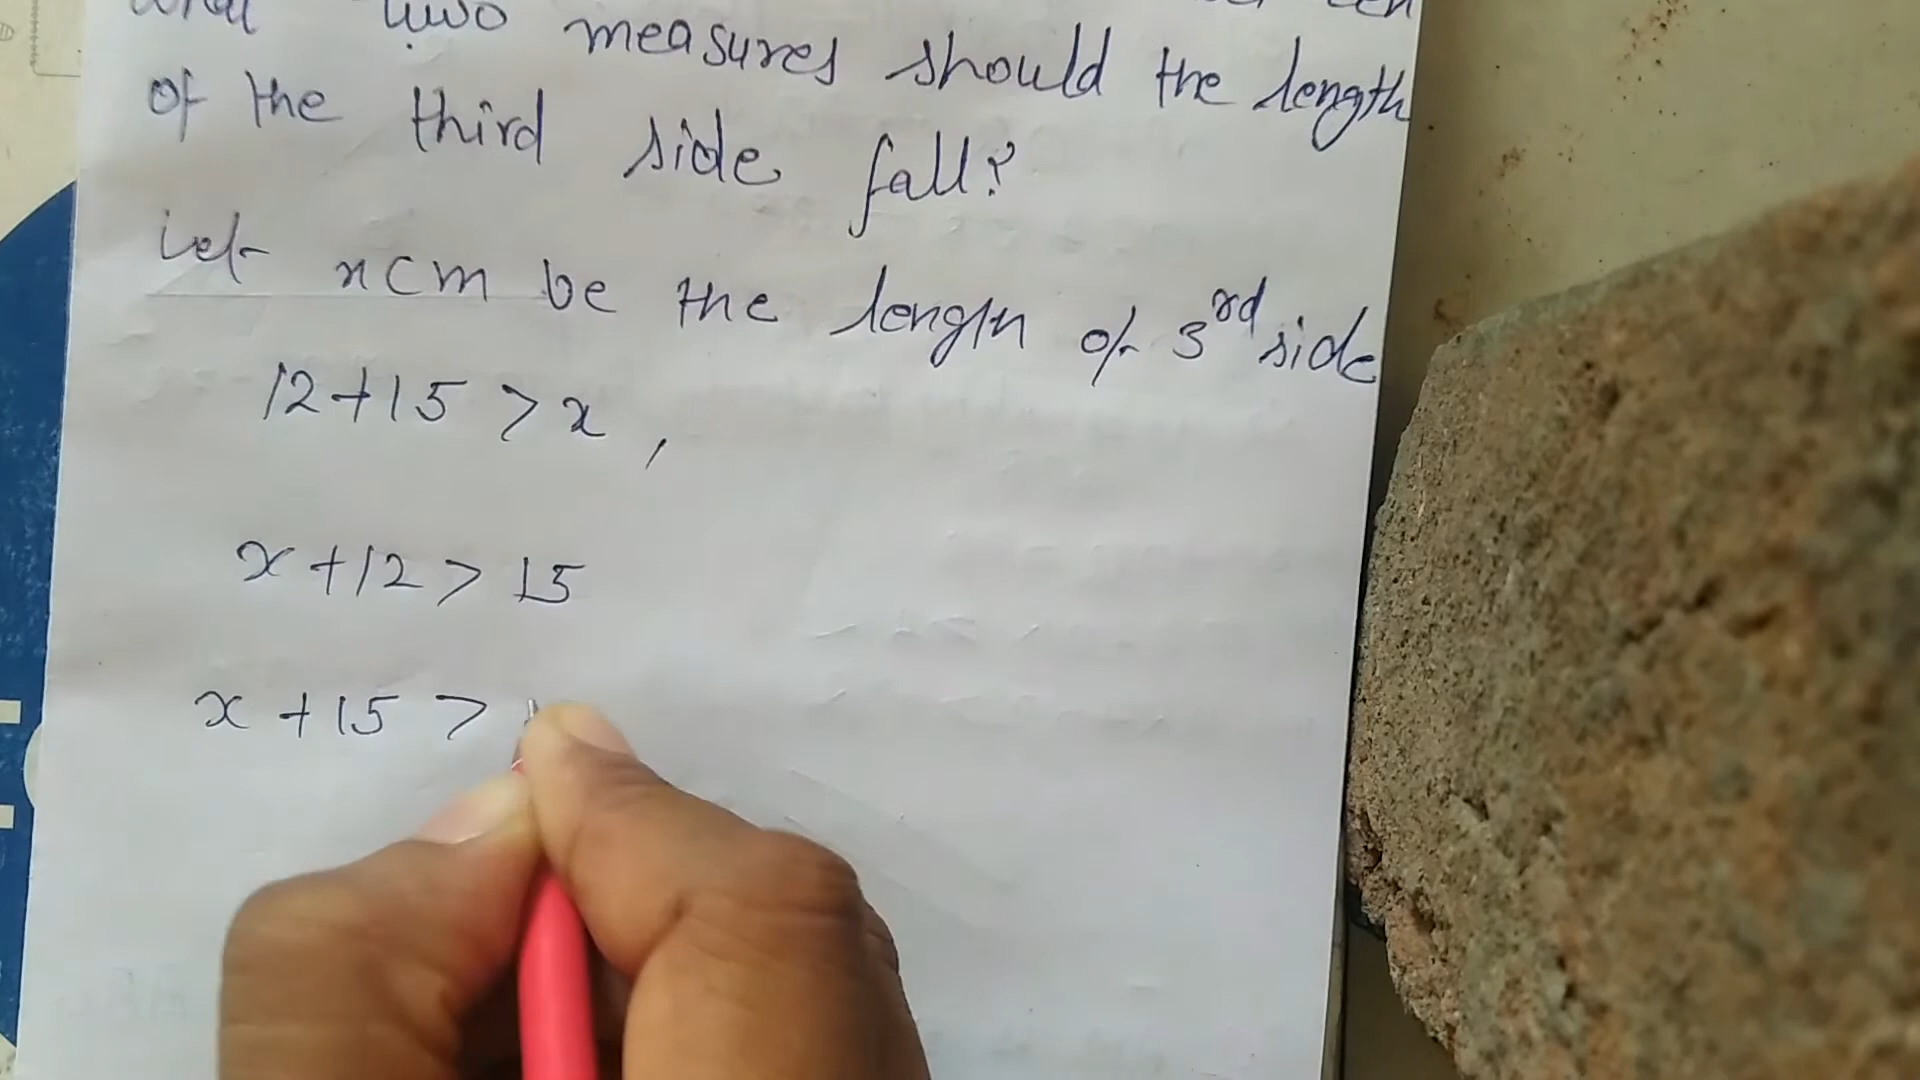 two
measures should the length
of the third side fall?
Let x cm be the length of 3rd side
12+15 > x,
x +12 > 15
x +15 >